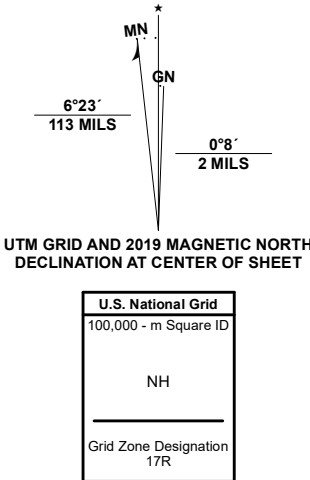 ★
MN
GN
6°23´
113 MILS
0°8´
2 MILS
UTM GRID AND 2019 MAGNETIC NORTH
DECLINATION AT CENTER OF SHEET
U.S. National Grid
100,000 - m Square ID
NH
Grid Zone Designation
17R